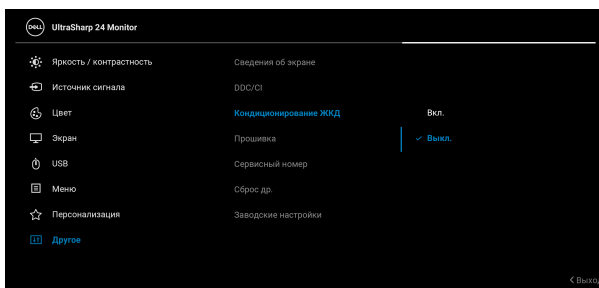 DELL UltraSharp 24 Monitor
Яркость / контрастность
Сведения об экране
Источник сигнала
DDC/CI
Цвет
Кондиционирование ЖКД
Вкл.
Экран
Прошивка
Выкл.
USB
Сервисный номер
Меню
Сброс др.
Персонализация
Заводские настройки
Другое
Выход